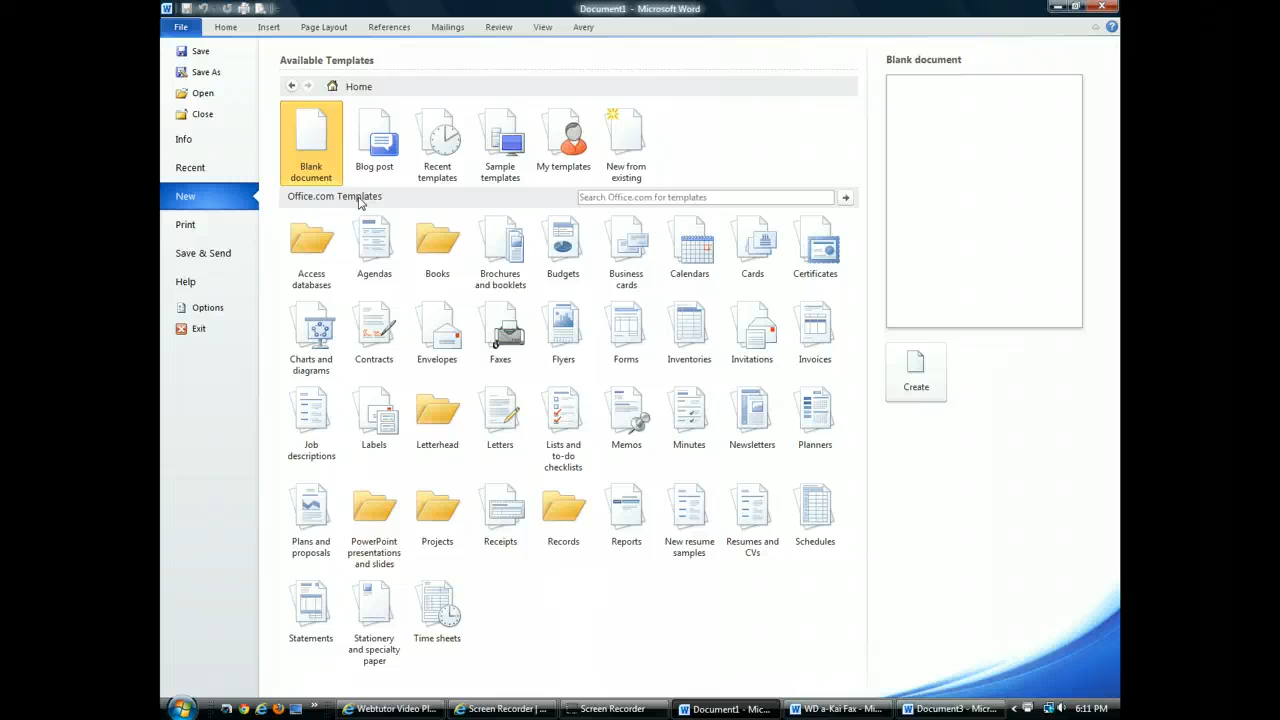 Document1 - Microsoft Word
File Home Insert Page Layout References Mailings Review View Avery
Save
Save As
Open
Close
Info
Recent
New
Print
Save & Send
Help
Options
Exit
Available Templates
Home
Blank document
Blog post
Recent templates
Sample templates
My templates
New from existing
Office.com Templates
Search Office.com for templates
Access databases
Agendas
Books
Brochures and booklets
Budgets
Business cards
Calendars
Cards
Certificates
Charts and diagrams
Contracts
Envelopes
Faxes
Flyers
Forms
Inventories
Invitations
Invoices
Job descriptions
Labels
Letterhead
Letters
Lists and to-do checklists
Memos
Minutes
Newsletters
Planners
Plans and proposals
PowerPoint presentations and slides
Projects
Receipts
Records
Reports
New resume samples
Resumes and CVs
Schedules
Statements
Stationery and specialty paper
Time sheets
Blank document
Create
Webtutor Video Pl...
Screen Recorder | ...
Screen Recorder
Document1 - Mic...
WD a-Kai Fax - Mi...
Document3 - Micr...
6:11 PM